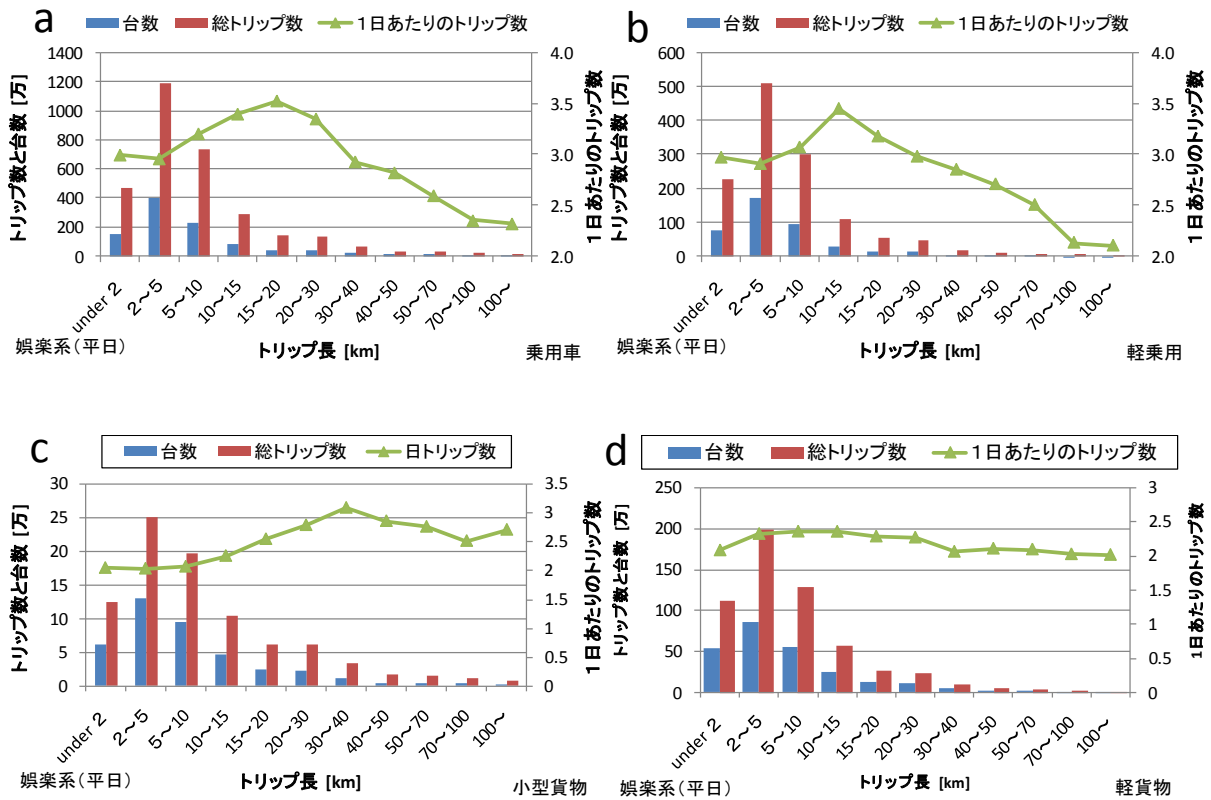 a
台数 総トリップ数 1日あたりのトリップ数
トリップ数と台数 [万]
1400
1200
1000
800
600
400
200
0
4.0
3.5
3.0
2.5
2.0
1日あたりのトリップ数
under 2 2～5 5～10 10～15 15～20 20～30 30～40 40～50 50～70 70～100 100～
娯楽系(平日) トリップ長 [km] 乗用車
b
台数 総トリップ数 1日あたりのトリップ数
トリップ数と台数 [万]
600
500
400
300
200
100
0
4.0
3.5
3.0
2.5
2.0
1日あたりのトリップ数
under 2 2～5 5～10 10～15 15～20 20～30 30～40 40～50 50～70 70～100 100～
娯楽系(平日) トリップ長 [km] 軽乗用
c
台数 総トリップ数 日トリップ数
トリップ数と台数 [万]
30
25
20
15
10
5
0
3.5
3
2.5
2
1.5
1
0.5
0
1日あたりのトリップ数
under 2 2～5 5～10 10～15 15～20 20～30 30～40 40～50 50～70 70～100 100～
娯楽系(平日) トリップ長 [km] 小型貨物
d
台数 総トリップ数 1日あたりのトリップ数
トリップ数と台数 [万]
250
200
150
100
50
0
3
2.5
2
1.5
1
0.5
0
1日あたりのトリップ数
under 2 2～5 5～10 10～15 15～20 20～30 30～40 40～50 50～70 70～100 100～
娯楽系(平日) トリップ長 [km] 軽貨物